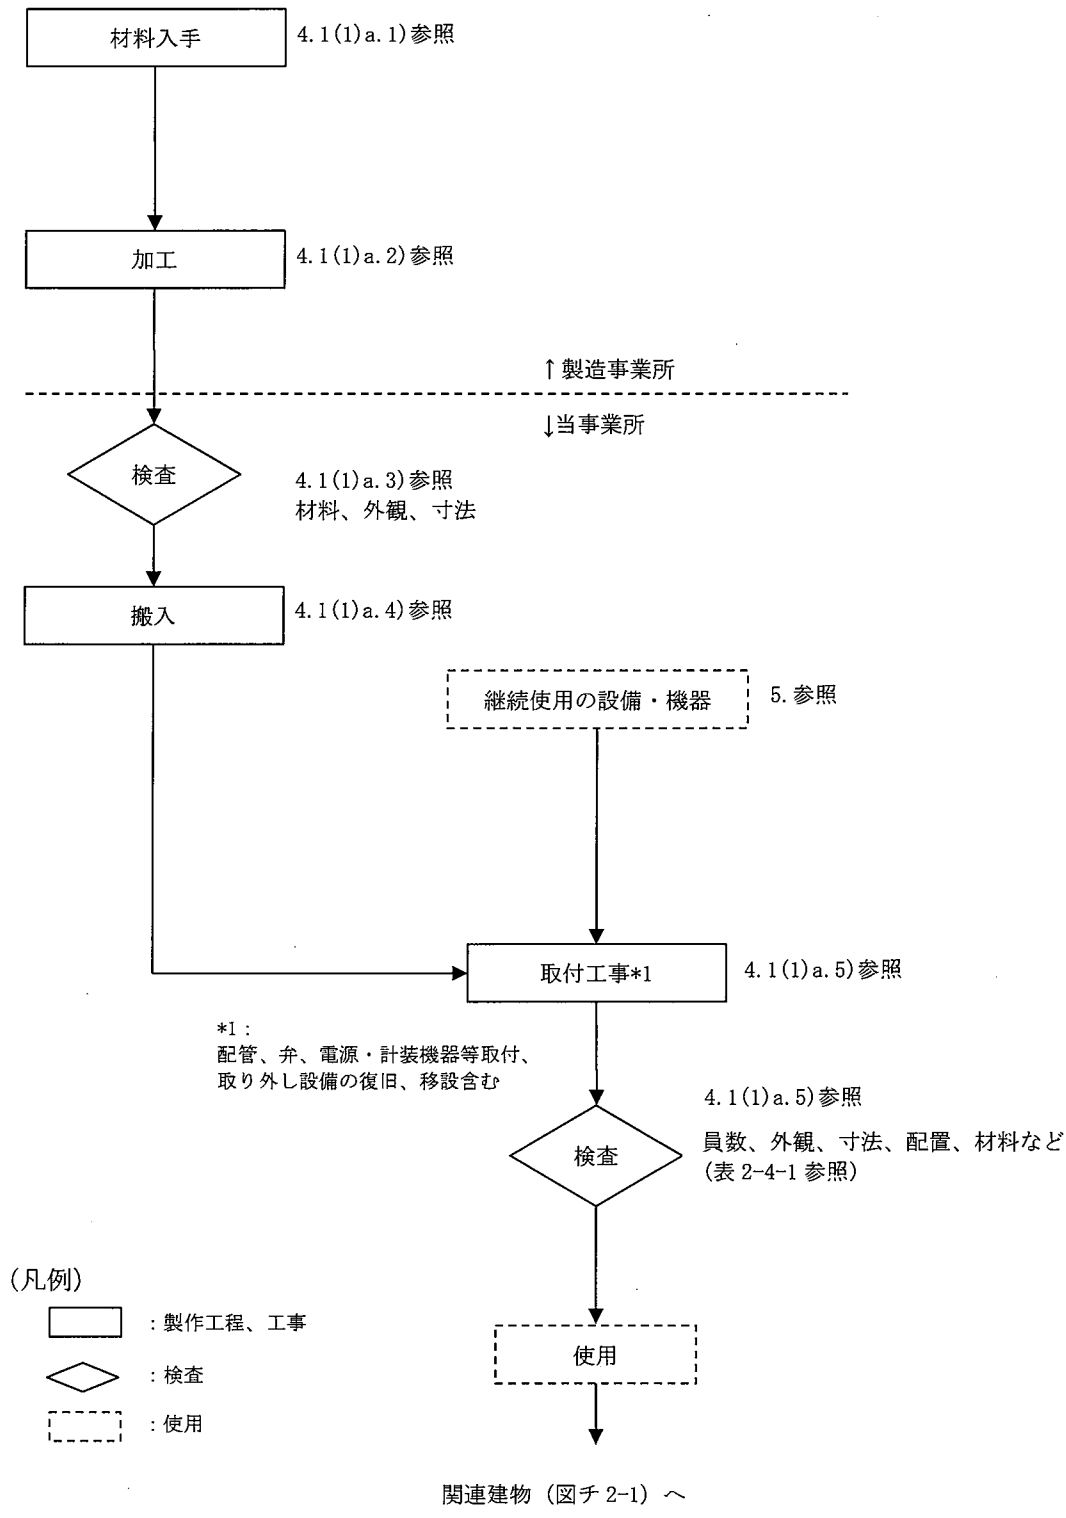 材料入手
4.1(1)a.1)参照
加工
4.1(1)a.2)参照
↑製造事業所
↓当事業所
検査
4.1(1)a.3)参照
材料、外観、寸法
搬入
4.1(1)a.4)参照
継続使用の設備・機器
5.参照
取付工事*1
4.1(1)a.5)参照
*1:
配管、弁、電源・計装機器等取付、
取り外し設備の復旧、移設含む
検査
4.1(1)a.5)参照
員数、外観、寸法、配置、材料など
(表 2-4-1 参照)
(凡例)
:製作工程、工事
:検査
:使用
使用
関連建物(図チ 2-1)へ